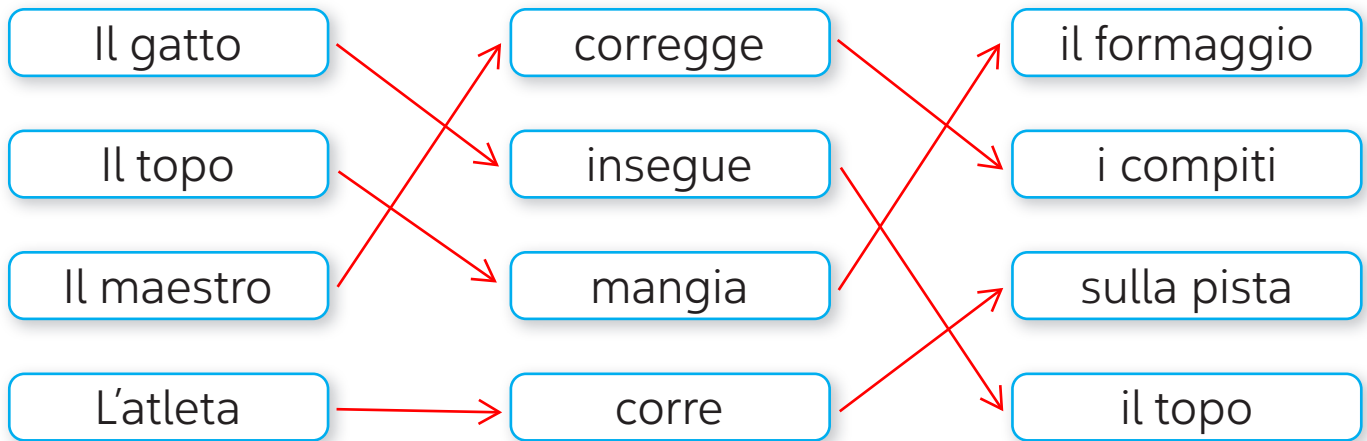 Il gatto corregge il formaggio
Il topo insegue i compiti
Il maestro mangia sulla pista
L'atleta corre il topo